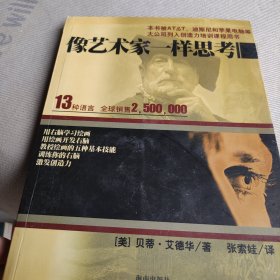 本书被AT&T、迪斯尼和苹果电脑等
大公司列入创造力培训课程用书
像艺术家一样思考
13种语言 全球销售2,500,000
用右脑学习绘画
用绘画开发右脑
教授绘画的五种基本技能
训练你的右脑
激发创造力
[美] 贝蒂·艾德华/著 张索娃/译
海南出版社